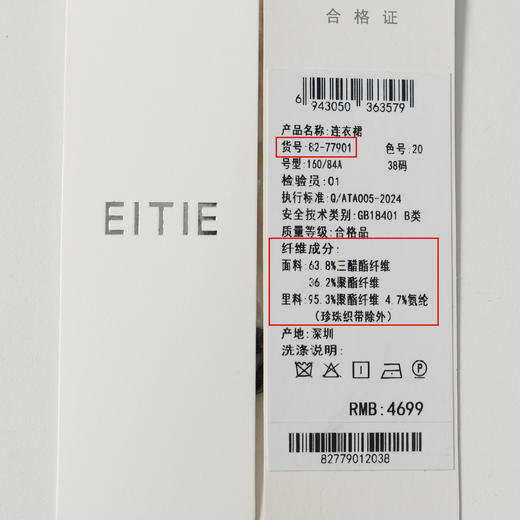 EITIE
合格证
6 943050 363579
产品名称:连衣裙
货号:82-77901 色号:20
号型:160/84A 38码
检验员:01
执行标准:Q/ATA005-2024
安全技术类别:GB18401 B类
质量等级:合格品
纤维成分:
面料:63.8%三醋酯纤维
36.2%聚酯纤维
里料:95.3%聚酯纤维 4.7%氨纶
(珍珠织带除外)
产地:深圳
洗涤说明:
P
RMB:4699
82779012038